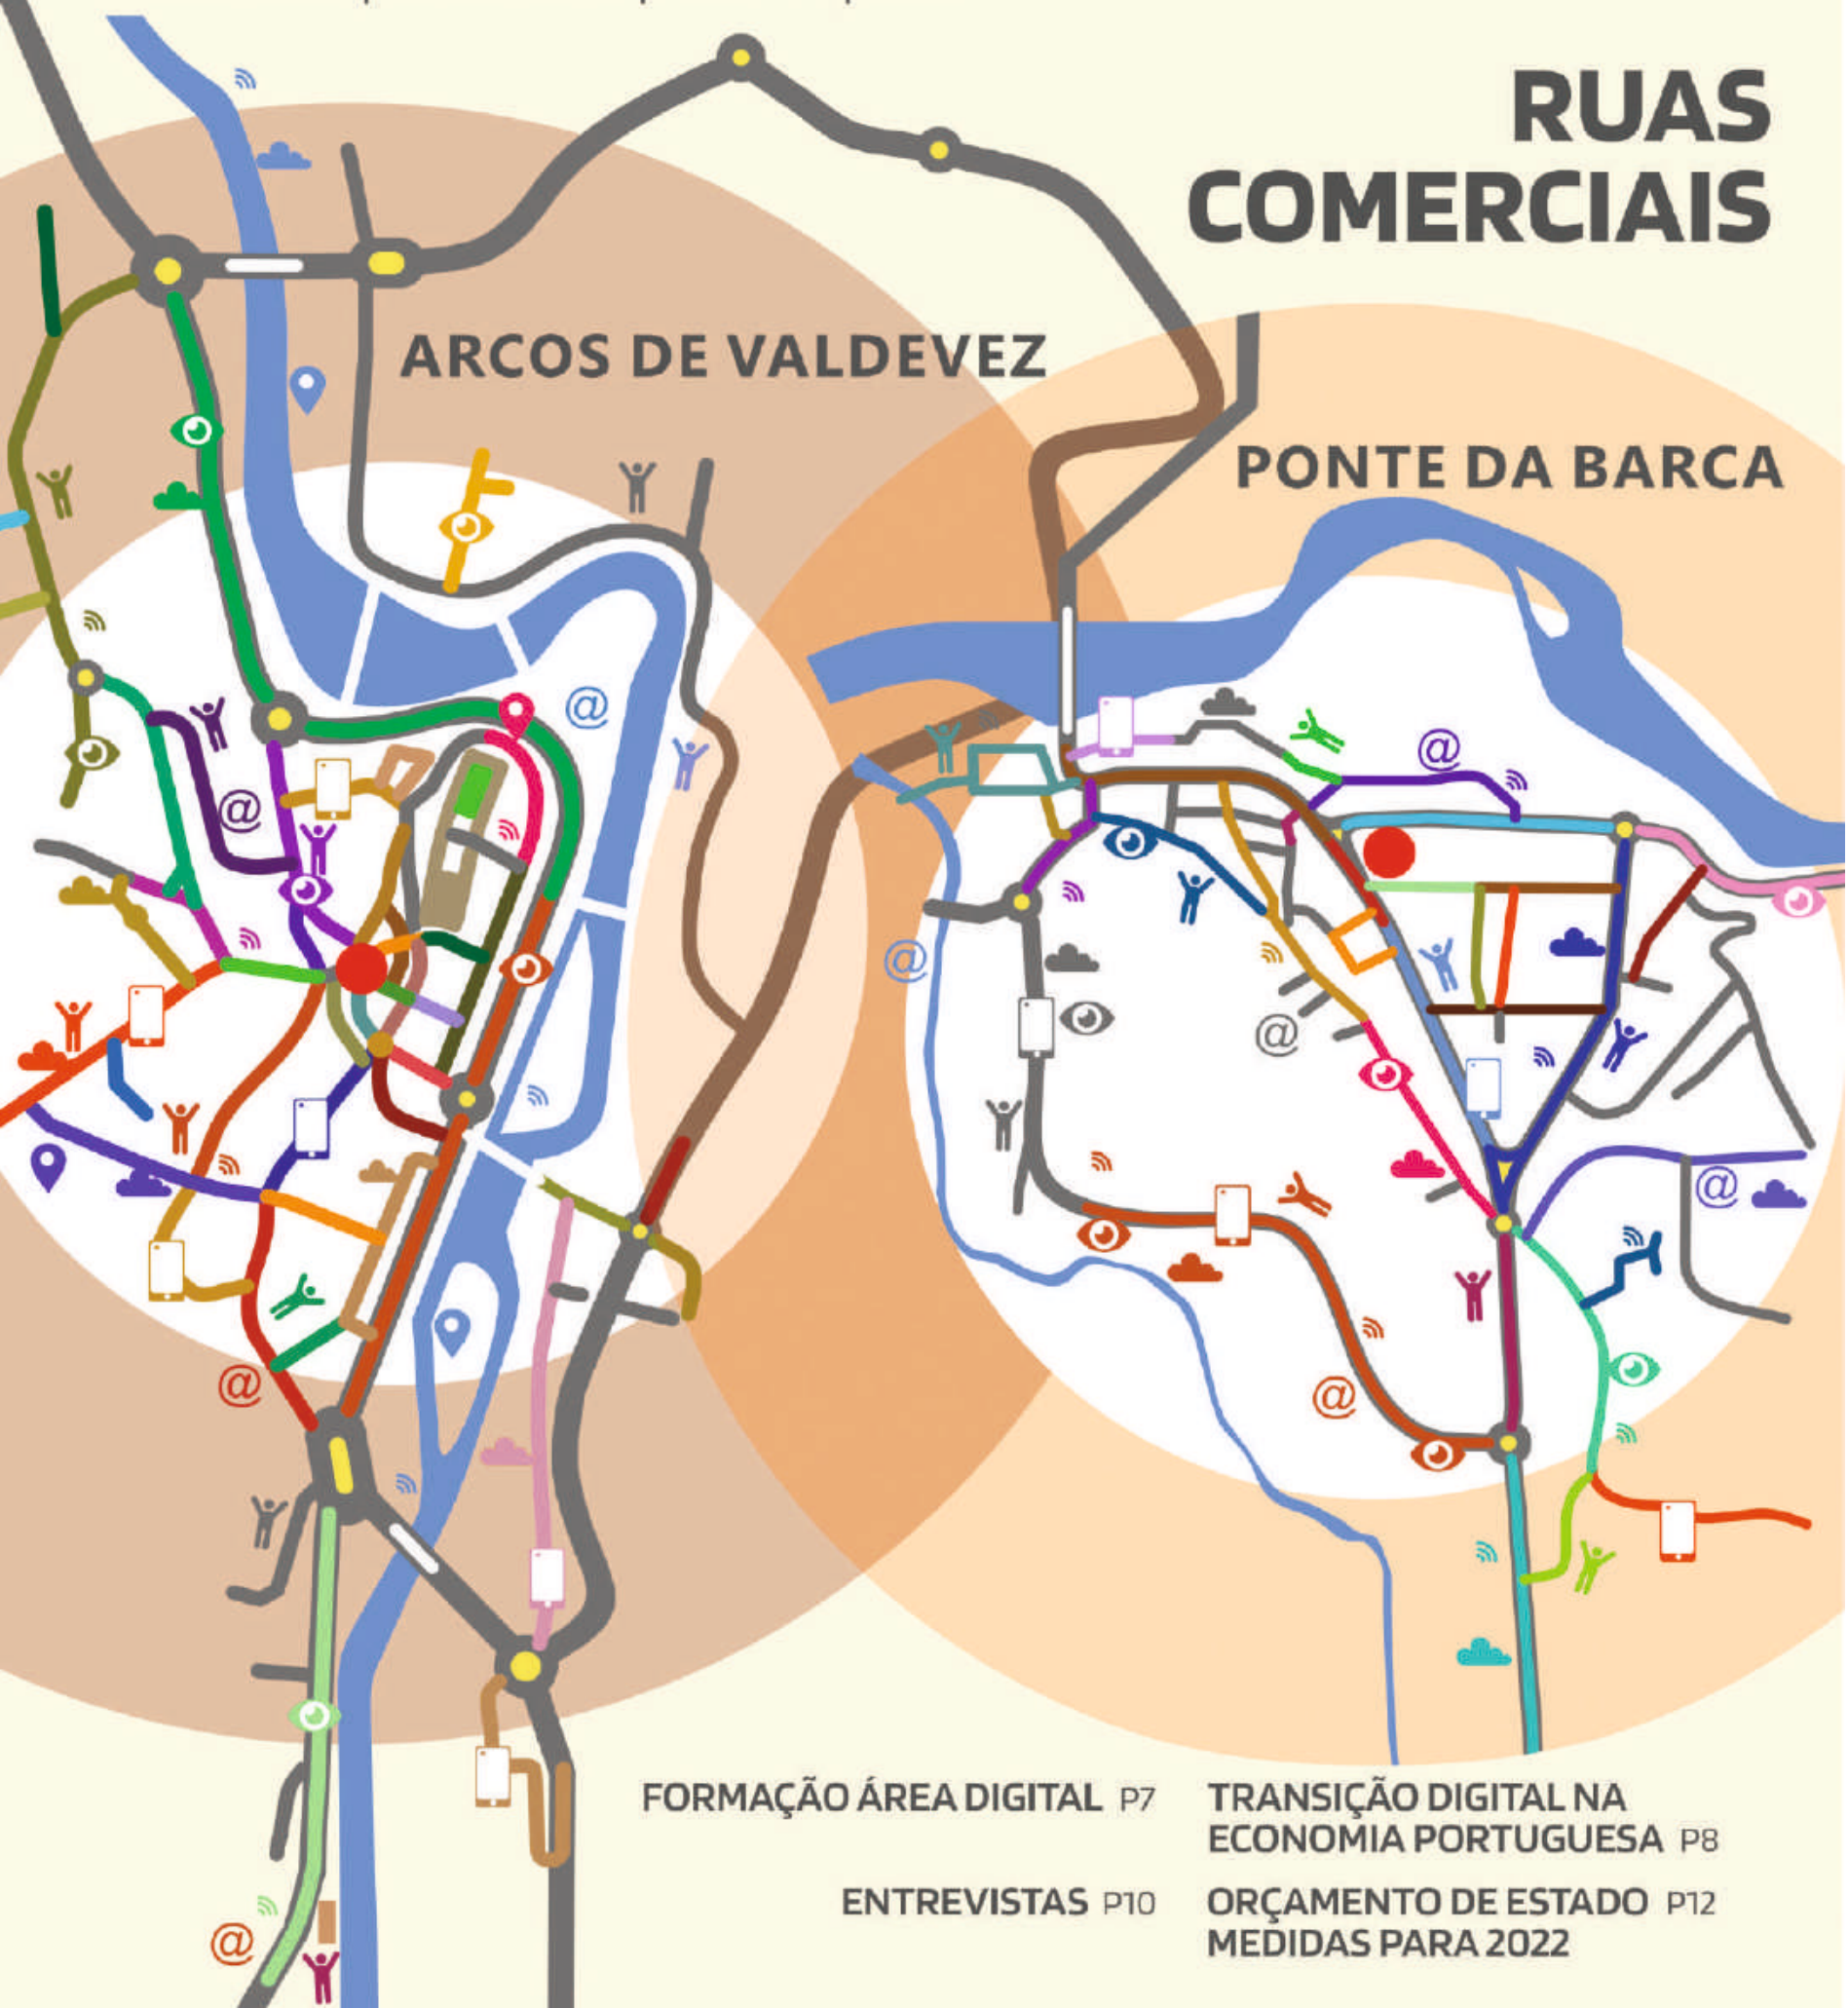 RUAS
COMERCIAIS
ARCOS DE VALDEVEZ
PONTE DA BARCA
@
@
@
@
@
@
@
@
@
FORMAÇÃO ÁREA DIGITAL P7
TRANSIÇÃO DIGITAL NA
ECONOMIA PORTUGUESA P8
ENTREVISTAS P10
ORÇAMENTO DE ESTADO P12
MEDIDAS PARA 2022
@